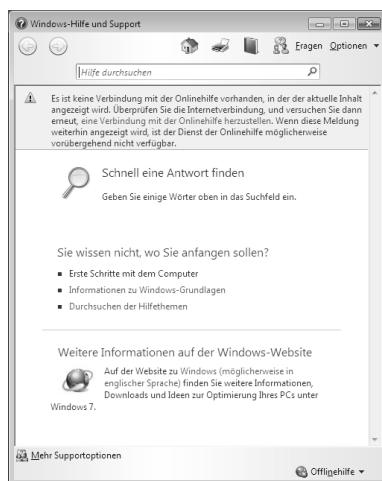 Windows-Hilfe und Support
Fragen Optionen
Hilfe durchsuchen
Es ist keine Verbindung mit der Onlinehilfe vorhanden, in der der aktuelle Inhalt
angezeigt wird. Überprüfen Sie die Internetverbindung, und versuchen Sie dann
erneut, eine Verbindung mit der Onlinehilfe herzustellen. Wenn diese Meldung
weiterhin angezeigt wird, ist der Dienst der Onlinehilfe möglicherweise
vorübergehend nicht verfügbar.
Schnell eine Antwort finden
Geben Sie einige Wörter oben in das Suchfeld ein.
Sie wissen nicht, wo Sie anfangen sollen?
Erste Schritte mit dem Computer
Informationen zu Windows-Grundlagen
Durchsuchen der Hilfethemen
Weitere Informationen auf der Windows-Website
Auf der Website zu Windows (möglicherweise in
englischer Sprache) finden Sie weitere Informationen,
Downloads und Ideen zur Optimierung Ihres PCs unter
Windows 7.
Mehr Supportoptionen
Offlinehilfe